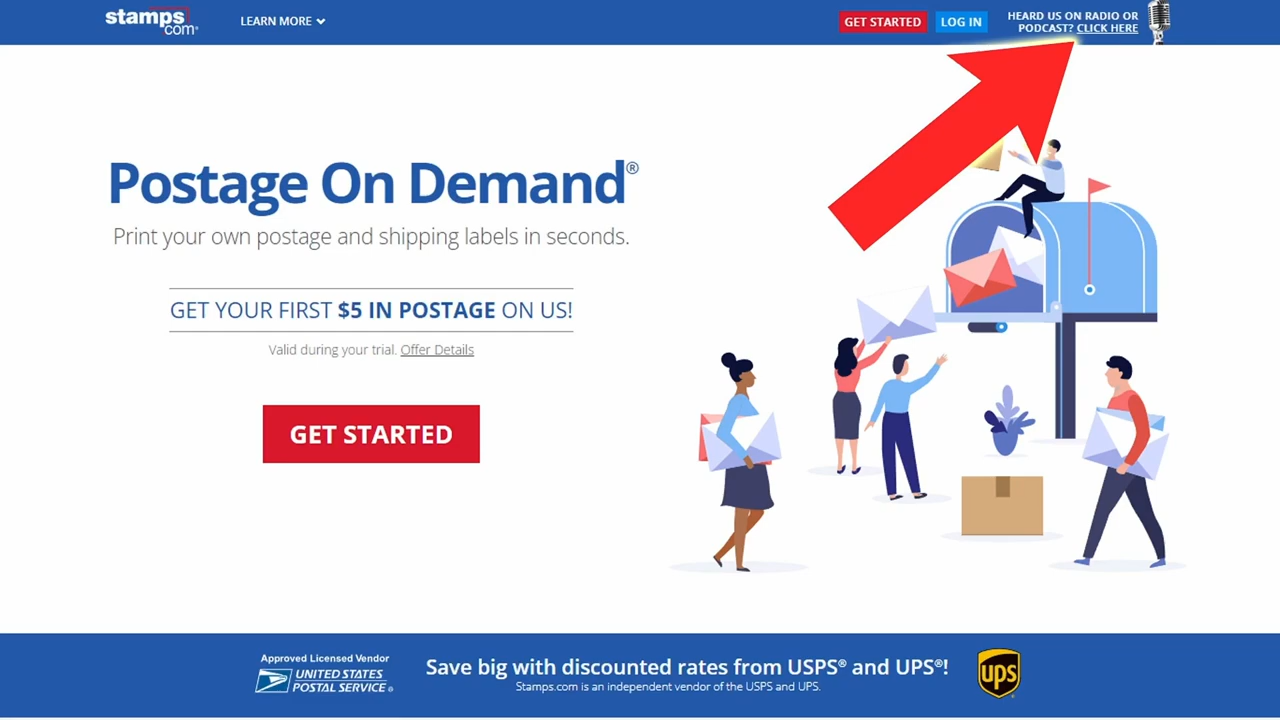 stamps
.com
LEARN MORE
GET STARTED
LOG IN
HEARD US ON RADIO OR
PODCAST? CLICK HERE
Postage On Demand®
Print your own postage and shipping labels in seconds.
GET YOUR FIRST $5 IN POSTAGE ON US!
Valid during your trial. Offer Details
GET STARTED
Approved Licensed Vendor
UNITED STATES
POSTAL SERVICE®
Save big with discounted rates from USPS® and UPS®!
Stamps.com is an independent vendor of the USPS and UPS.
ups